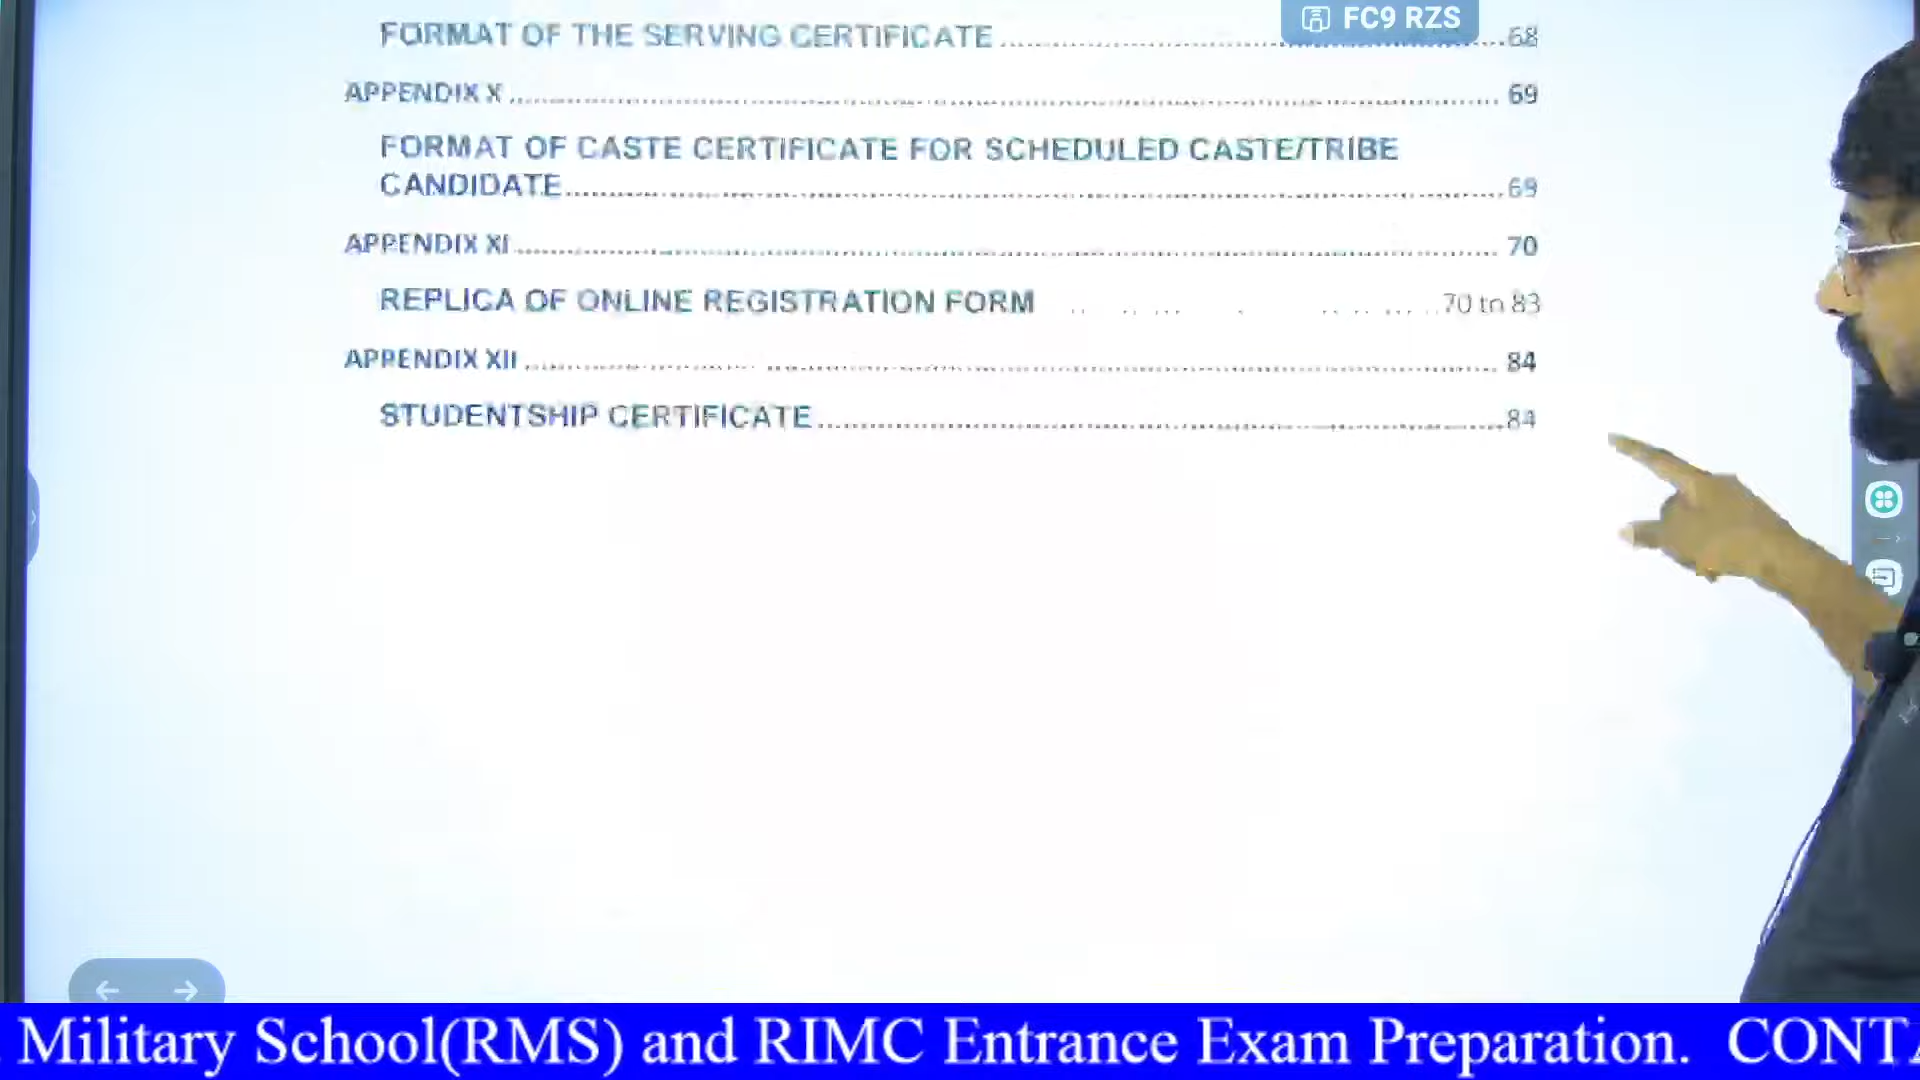 FC9 RZS
FORMAT OF THE SERVING CERTIFICATE 68
APPENDIX X 69
FORMAT OF CASTE CERTIFICATE FOR SCHEDULED CASTE/TRIBE
CANDIDATE 69
APPENDIX XI 70
REPLICA OF ONLINE REGISTRATION FORM 70 to 83
APPENDIX XII 84
STUDENTSHIP CERTIFICATE 84
Military School(RMS) and RIMC Entrance Exam Preparation.